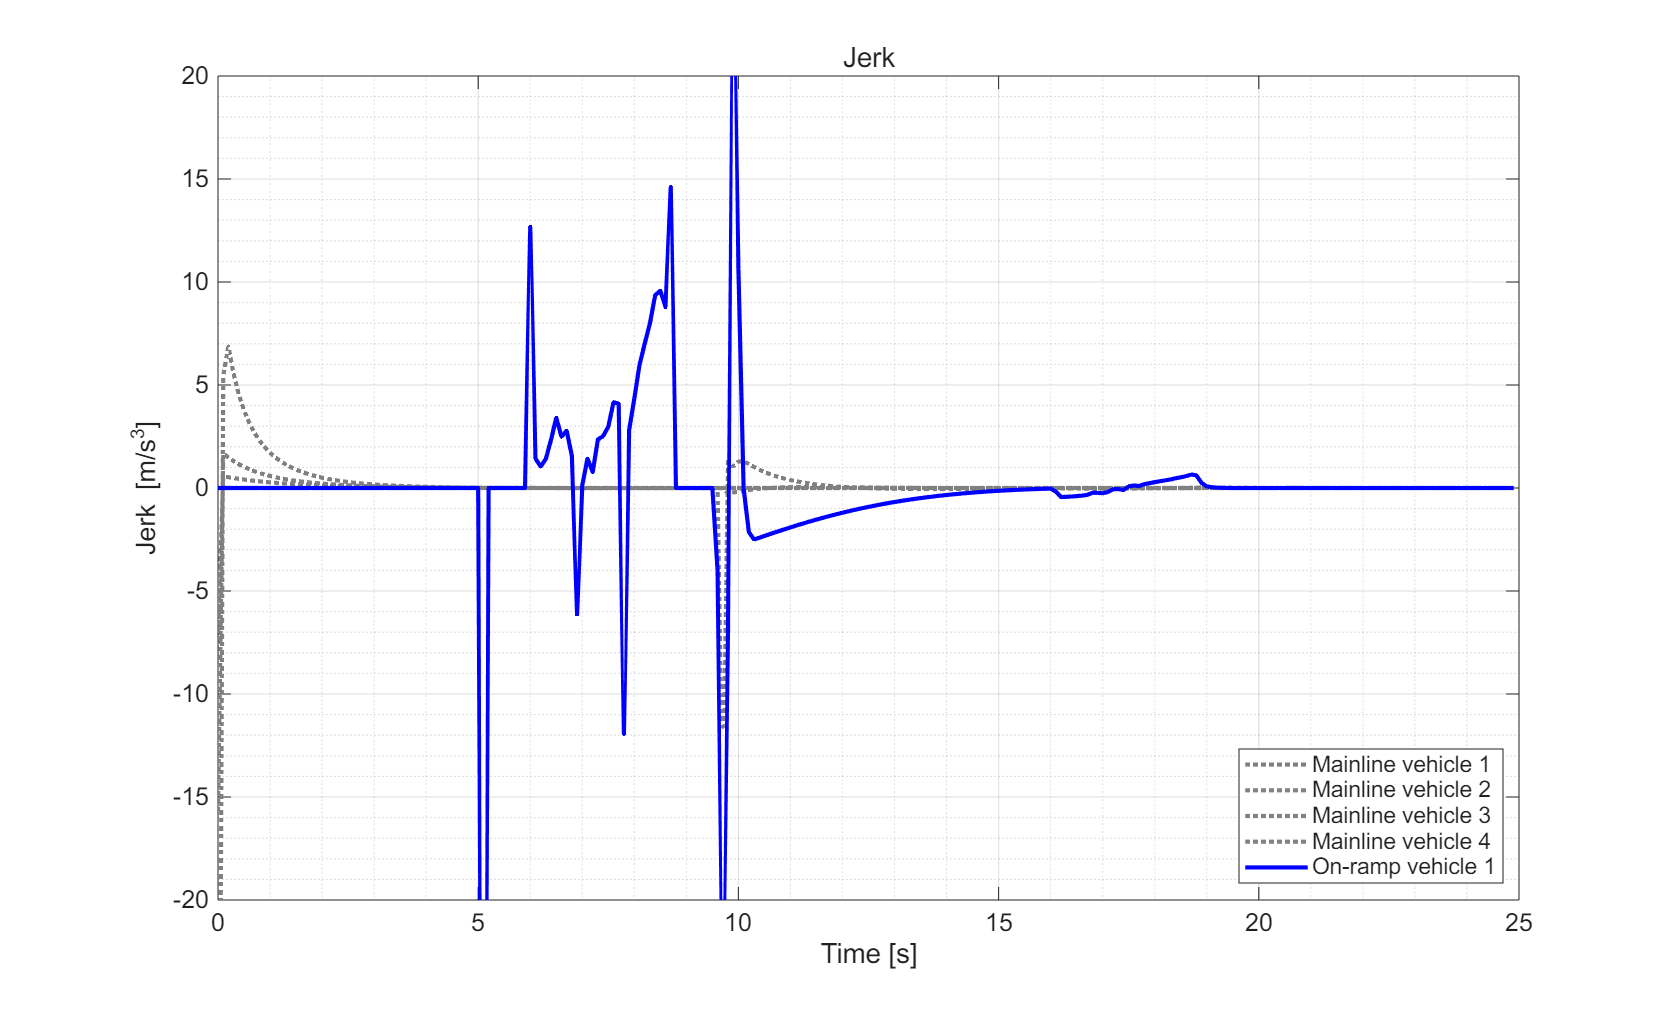 Jerk
20
15
10
5
0
-5
-10
-15
-20
Jerk [m/s³]
0 5 10 15 20 25
Time [s]
Mainline vehicle 1
Mainline vehicle 2
Mainline vehicle 3
Mainline vehicle 4
On-ramp vehicle 1